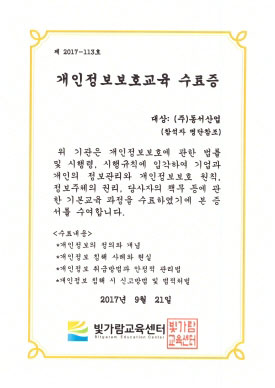 제 2017-113호
개인정보보호교육 수료증
대상: (주)동서산업
(참석자 명단참조)
위 기관은 개인정보보호에 관한 법률
및 시행령, 시행규칙에 입각하여 기업과
개인의 정보관리와 개인정보보호 원칙,
정보주체의 권리, 당사자의 책무 등에 관
한 기본교육 과정을 수료하였기에 본 증
서를 수여합니다.
<수료내용>
*개인정보의 정의와 개념
*개인정보 침해 사례와 현실
*개인정보 취급방법과 안정적 관리법
*개인정보 침해 시 신고방법 및 법적처벌
2017년 9월 21일
빛가람교육센터
Bitgaram Education Center
빛가람
교육센터